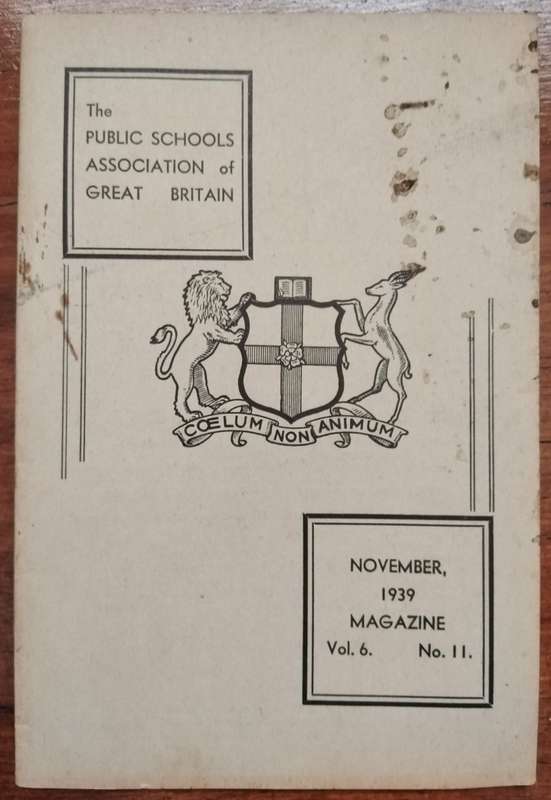 The
PUBLIC SCHOOLS
ASSOCIATION of
GREAT BRITAIN
CŒLUM NON ANIMUM
NOVEMBER,
1939
MAGAZINE
Vol. 6. No. 11.